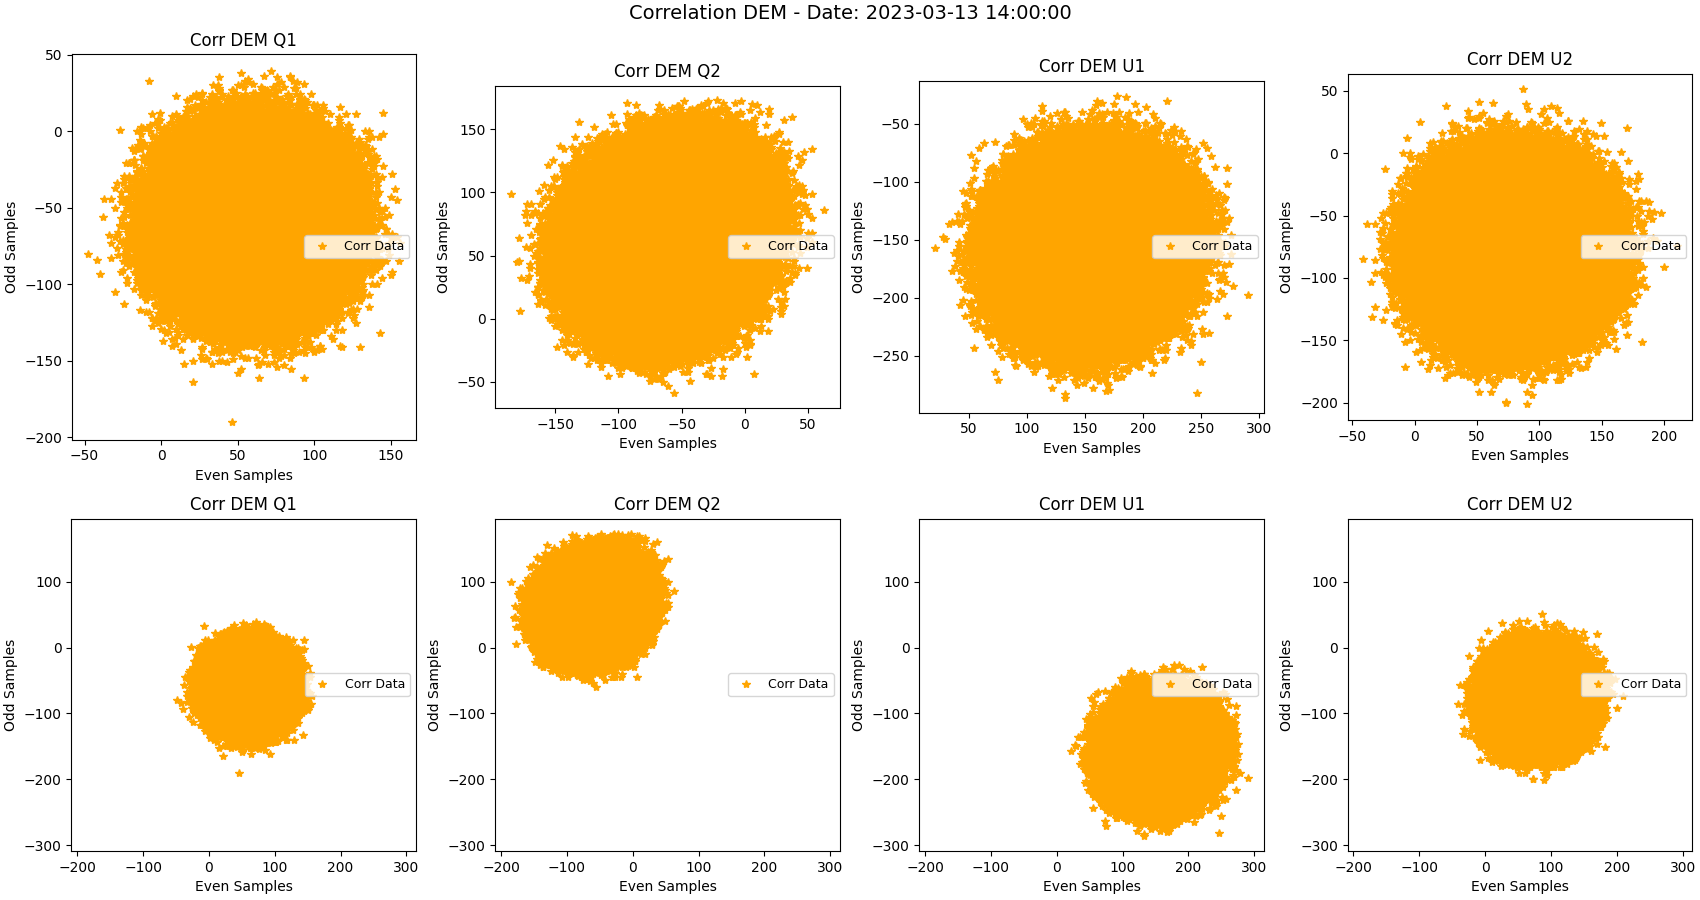 Correlation DEM - Date: 2023-03-13 14:00:00
Corr DEM Q1
50
0
−50
−100
−150
−200
Odd Samples
−50
0
50
100
150
Even Samples
Corr Data
Corr DEM Q2
150
100
50
0
−50
Odd Samples
−150
−100
−50
0
50
Even Samples
Corr Data
Corr DEM U1
−50
−100
−150
−200
−250
Odd Samples
50
100
150
200
250
300
Even Samples
Corr Data
Corr DEM U2
50
0
−50
−100
−150
−200
Odd Samples
−50
0
50
100
150
200
Even Samples
Corr Data
Corr DEM Q1
100
0
−100
−200
−300
Odd Samples
−200
−100
0
100
200
300
Even Samples
Corr Data
Corr DEM Q2
100
0
−100
−200
−300
Odd Samples
−200
−100
0
100
200
300
Even Samples
Corr Data
Corr DEM U1
100
0
−100
−200
−300
Odd Samples
−200
−100
0
100
200
300
Even Samples
Corr Data
Corr DEM U2
100
0
−100
−200
−300
Odd Samples
−200
−100
0
100
200
300
Even Samples
Corr Data